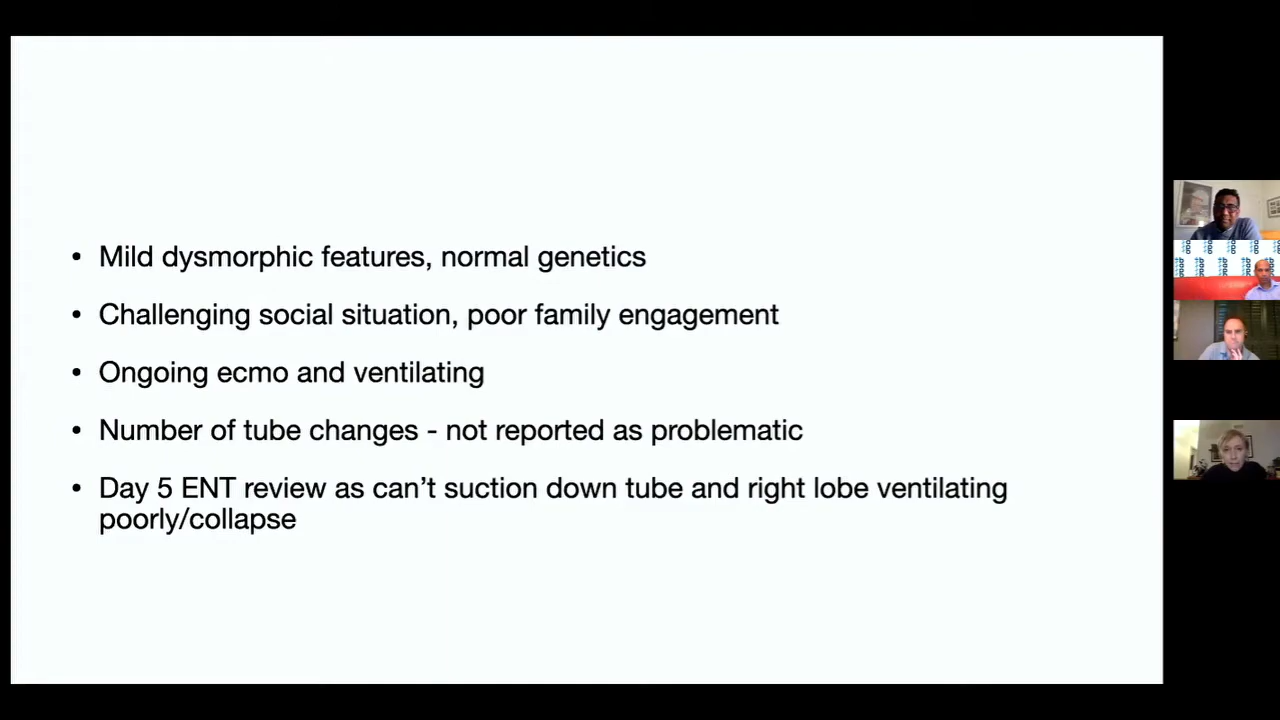 • Mild dysmorphic features, normal genetics
• Challenging social situation, poor family engagement
• Ongoing ecmo and ventilating
• Number of tube changes - not reported as problematic
• Day 5 ENT review as can’t suction down tube and right lobe ventilating
poorly/collapse